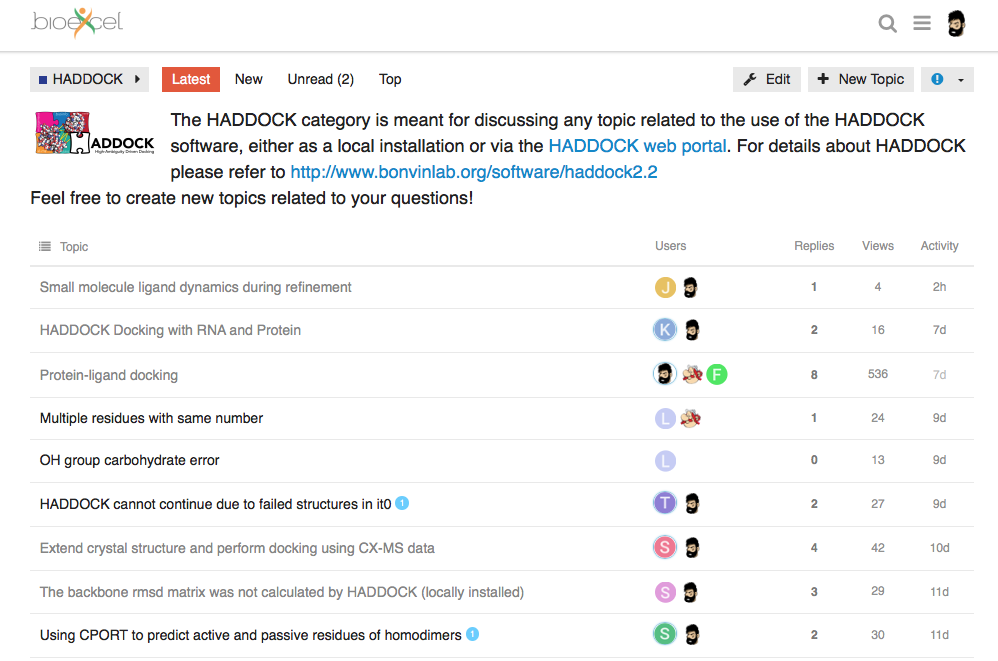 bioexcel
HADDOCK Latest New Unread (2) Top Edit New Topic
ADDOCK
High Ambiguity Driven Docking
The HADDOCK category is meant for discussing any topic related to the use of the HADDOCK
software, either as a local installation or via the HADDOCK web portal. For details about HADDOCK
please refer to http://www.bonvinlab.org/software/haddock2.2
Feel free to create new topics related to your questions!
Topic Users Replies Views Activity
Small molecule ligand dynamics during refinement J 1 4 2h
HADDOCK Docking with RNA and Protein K 2 16 7d
Protein-ligand docking F 8 536 7d
Multiple residues with same number L 1 24 9d
OH group carbohydrate error L 0 13 9d
HADDOCK cannot continue due to failed structures in it0 1 T 2 27 9d
Extend crystal structure and perform docking using CX-MS data S 4 42 10d
The backbone rmsd matrix was not calculated by HADDOCK (locally installed) S 3 29 11d
Using CPORT to predict active and passive residues of homodimers 1 S 2 30 11d